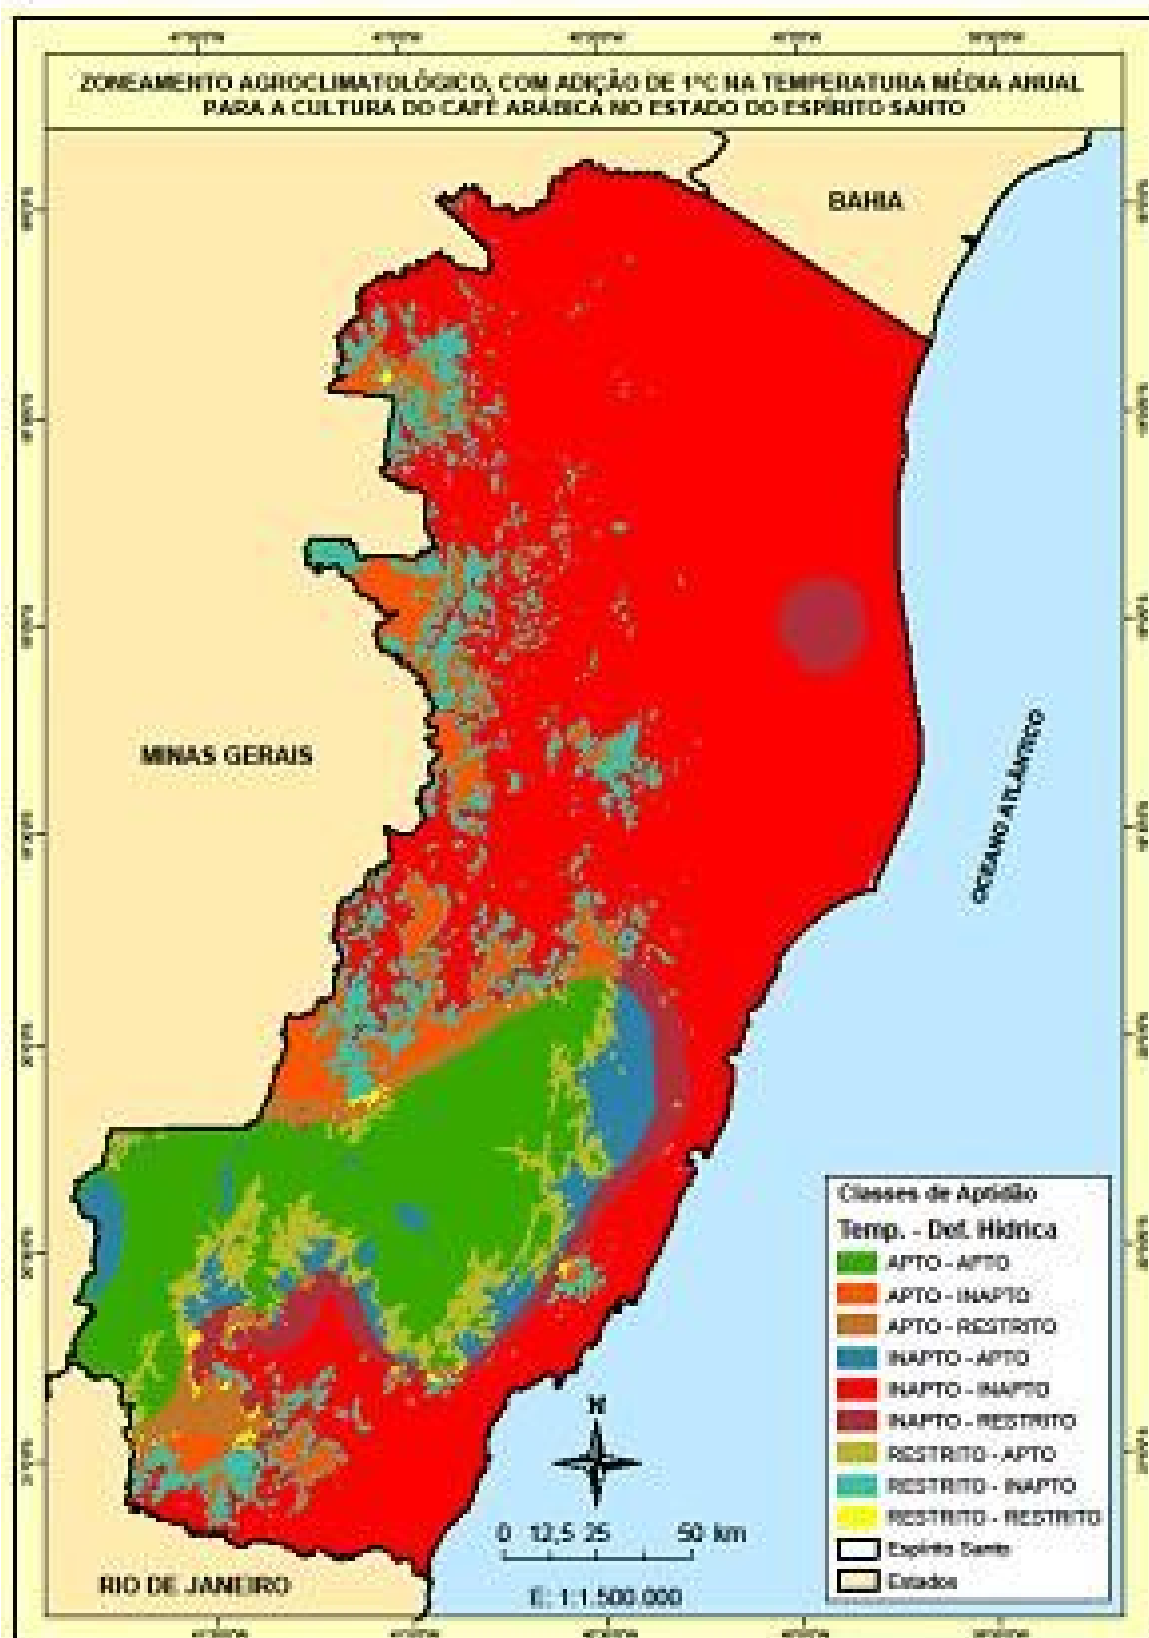 ZONEAMENTO AGROCLIMATOLÓGICO, COM ADIÇÃO DE 1°C NA TEMPERATURA MÉDIA ANUAL
PARA A CULTURA DO CAFÉ ARÁBICA NO ESTADO DO ESPÍRITO SANTO
BAHIA
MINAS GERAIS
OCEANO ATLÂNTICO
Classes de Aptidão
Temp. - Def. Hídrica
APTO - APTO
APTO - INAPTO
APTO - RESTRITO
INAPTO - APTO
INAPTO - INAPTO
INAPTO - RESTRITO
RESTRITO - APTO
RESTRITO - INAPTO
RESTRITO - RESTRITO
Espírito Santo
Estados
N
0 12,5 25 50 km
E: 1:1.500.000
RIO DE JANEIRO